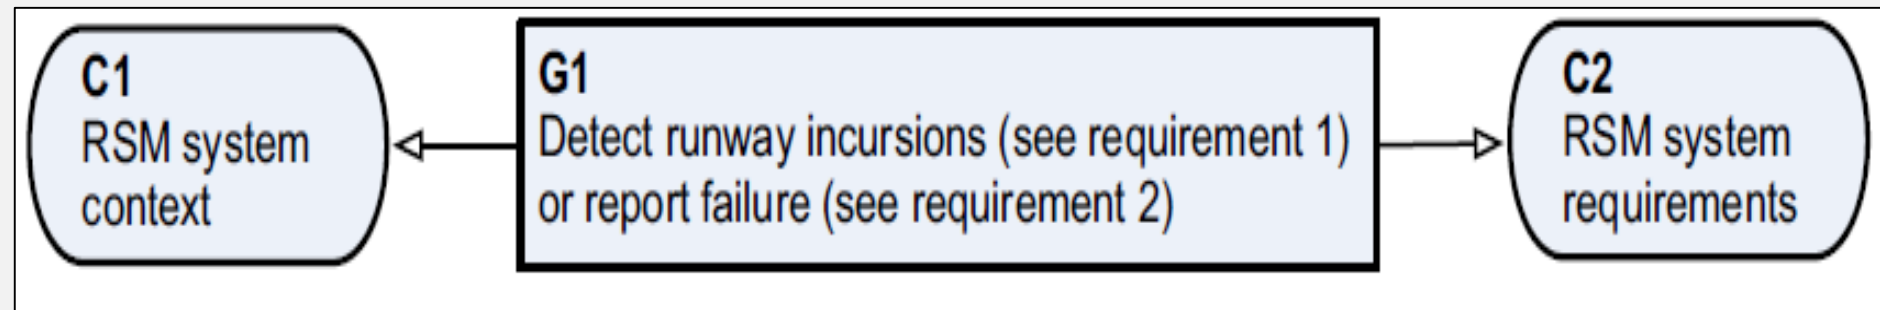 C1
RSM system
context
G1
Detect runway incursions (see requirement 1)
or report failure (see requirement 2)
C2
RSM system
requirements